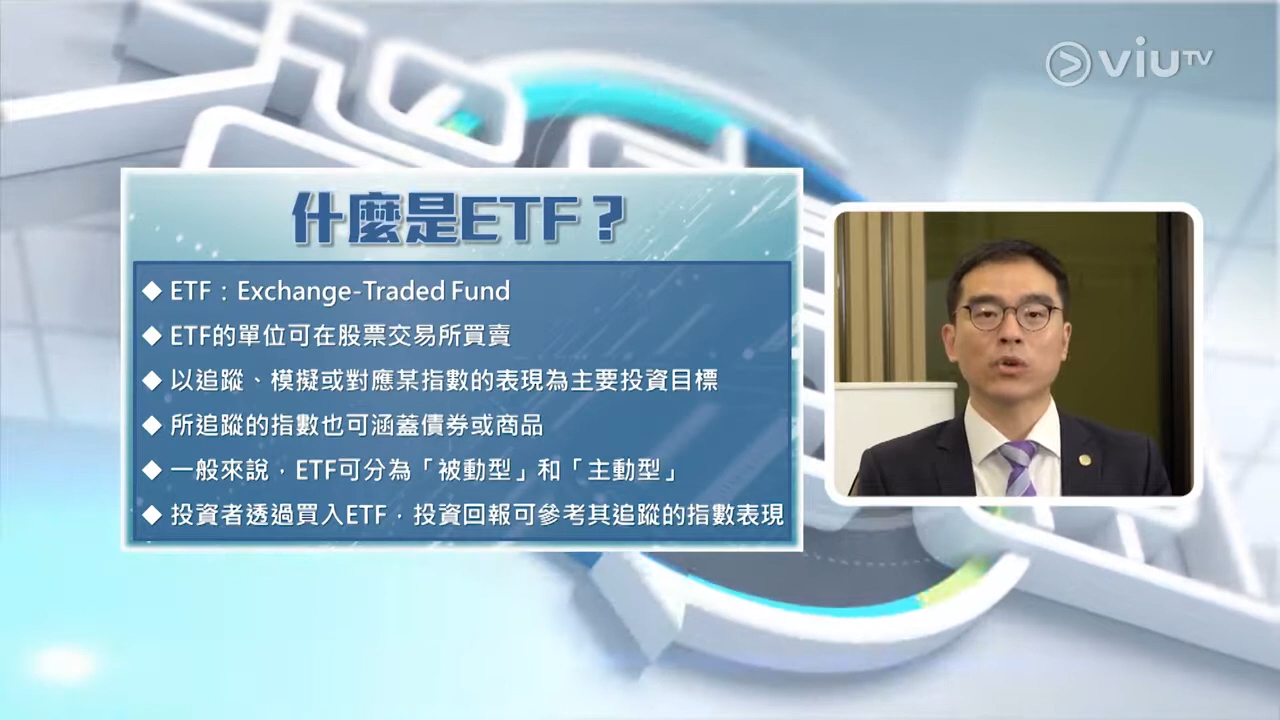 viuTV
什麼是ETF？
◆ ETF：Exchange-Traded Fund
◆ ETF的單位可在股票交易所買賣
◆ 以追蹤、模擬或對應某指數的表現為主要投資目標
◆ 所追蹤的指數也可涵蓋債券或商品
◆ 一般來說，ETF可分為「被動型」和「主動型」
◆ 投資者透過買入ETF，投資回報可參考其追蹤的指數表現